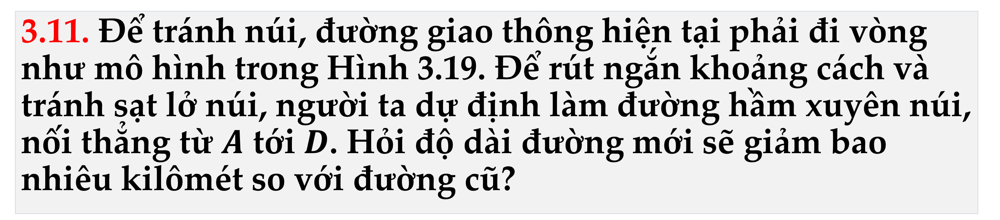 3.11. Để tránh núi, đường giao thông hiện tại phải đi vòng
như mô hình trong Hình 3.19. Để rút ngắn khoảng cách và
tránh sạt lở núi, người ta dự định làm đường hầm xuyên núi,
nối thẳng từ A tới D. Hỏi độ dài đường mới sẽ giảm bao
nhiêu kilômét so với đường cũ?